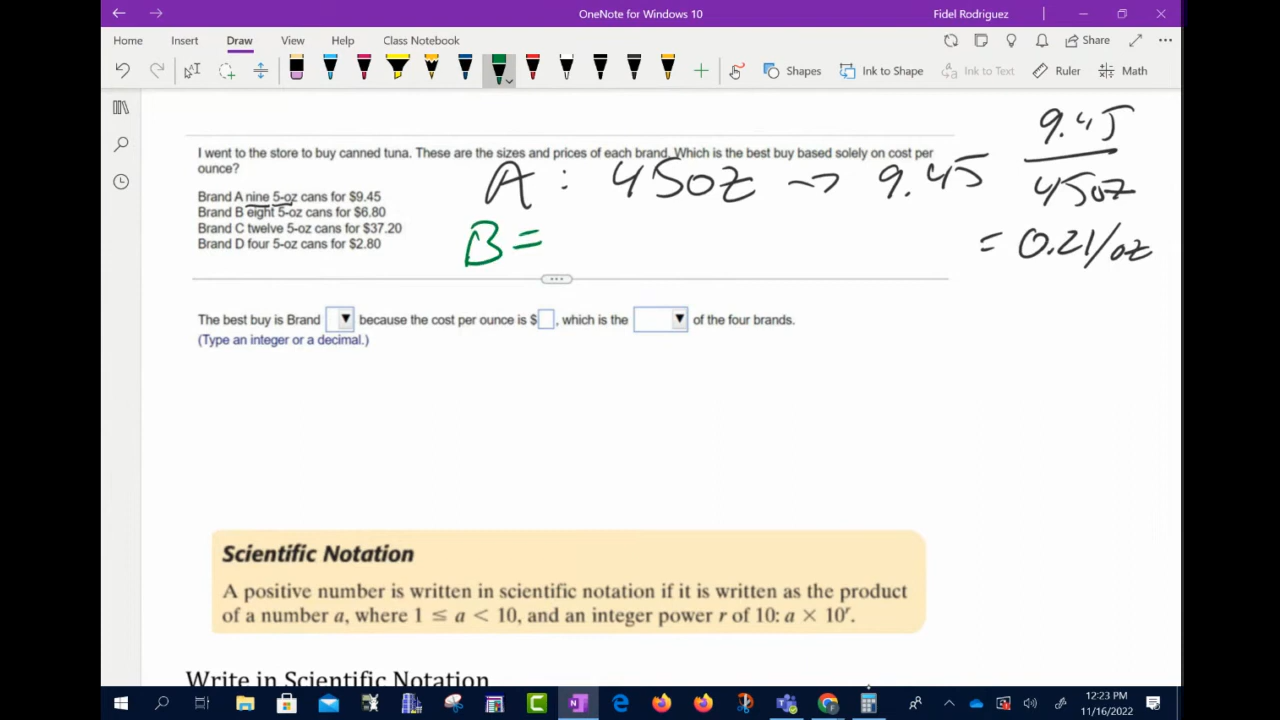 OneNote for Windows 10
Fidel Rodriguez
Home Insert Draw View Help Class Notebook
Share
Shapes Ink to Shape Ink to Text Ruler Math
I went to the store to buy canned tuna. These are the sizes and prices of each brand. Which is the best buy based solely on cost per
ounce?
Brand A nine 5-oz cans for $9.45
Brand B eight 5-oz cans for $6.80
Brand C twelve 5-oz cans for $37.20
Brand D four 5-oz cans for $2.80
A : 45oz → 9.45
9.45
45oz
= 0.21/oz
B =
The best buy is Brand ▼ because the cost per ounce is $ , which is the ▼ of the four brands.
(Type an integer or a decimal.)
Scientific Notation
A positive number is written in scientific notation if it is written as the product
of a number a, where 1 ≤ a < 10, and an integer power r of 10: a × 10ʳ.
Write in Scientific Notation
12:23 PM
11/16/2022